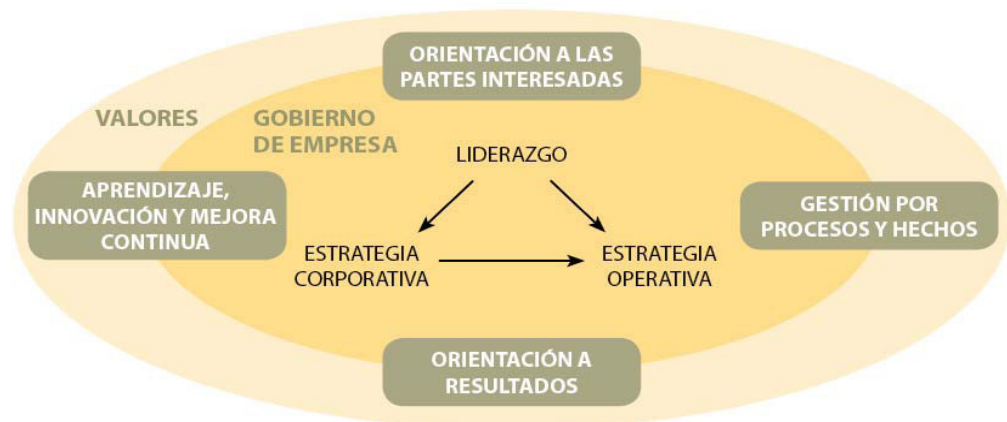 ORIENTACIÓN A LAS
PARTES INTERESADAS
VALORES
GOBIERNO
DE EMPRESA
LIDERAZGO
APRENDIZAJE,
INNOVACIÓN Y MEJORA
CONTINUA
GESTIÓN POR
PROCESOS Y HECHOS
ESTRATEGIA
CORPORATIVA
ESTRATEGIA
OPERATIVA
ORIENTACIÓN A
RESULTADOS